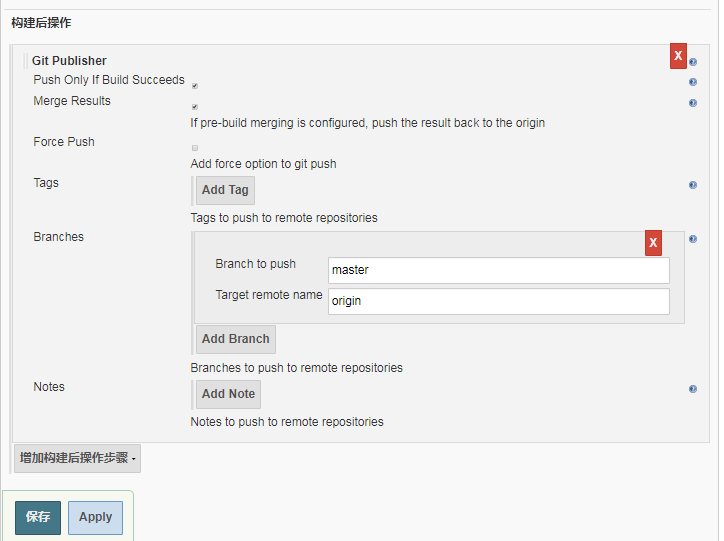 构建后操作
Git Publisher
X
Push Only If Build Succeeds
Merge Results
If pre-build merging is configured, push the result back to the origin
Force Push
Add force option to git push
Tags
Add Tag
Tags to push to remote repositories
Branches
X
Branch to push
master
Target remote name
origin
Add Branch
Branches to push to remote repositories
Notes
Add Note
Notes to push to remote repositories
增加构建后操作步骤
保存
Apply